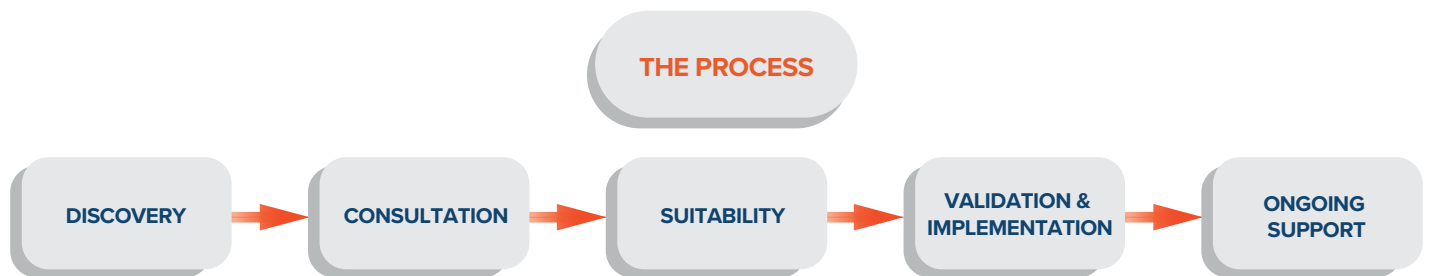 THE PROCESS
DISCOVERY
CONSULTATION
SUITABILITY
VALIDATION &
IMPLEMENTATION
ONGOING
SUPPORT